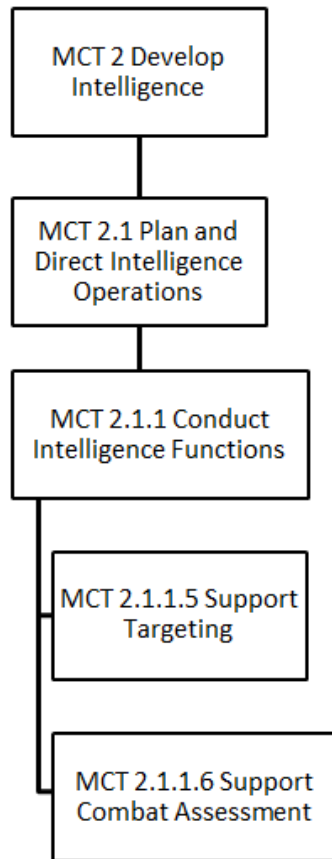 MCT 2 Develop
Intelligence
MCT 2.1 Plan and
Direct Intelligence
Operations
MCT 2.1.1 Conduct
Intelligence Functions
MCT 2.1.1.5 Support
Targeting
MCT 2.1.1.6 Support
Combat Assessment